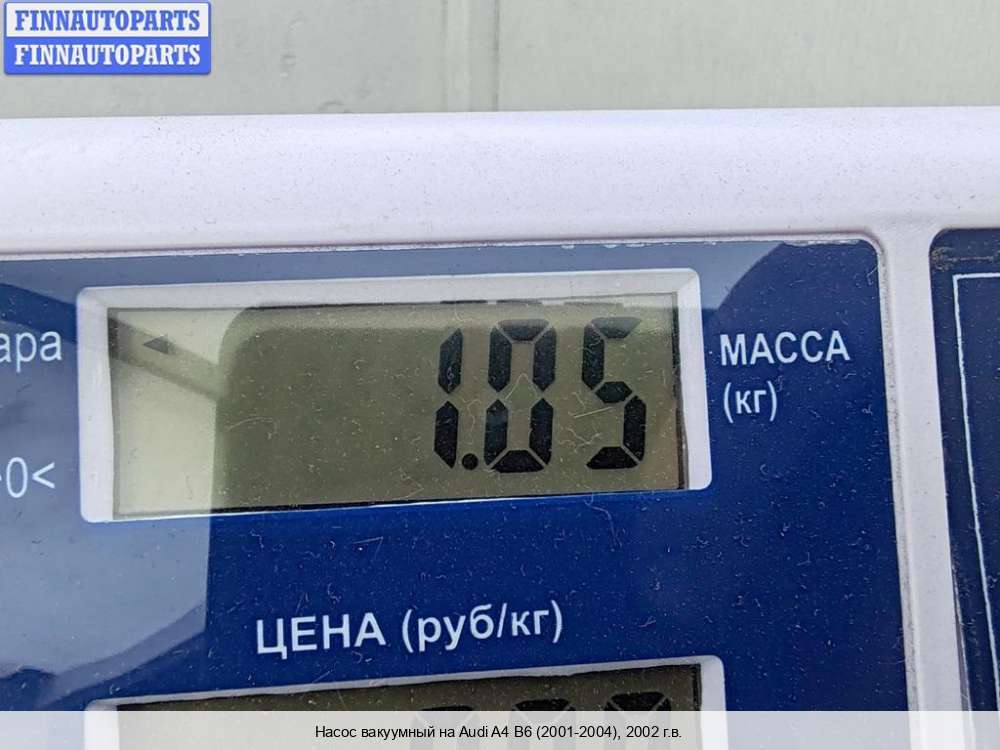 FINNAUTOPARTS
FINNAUTOPARTS
1.05
МАССА
(кг)
0<
ЦЕНА (руб/кг)
Насос вакуумный на Audi A4 B6 (2001-2004), 2002 г.в.